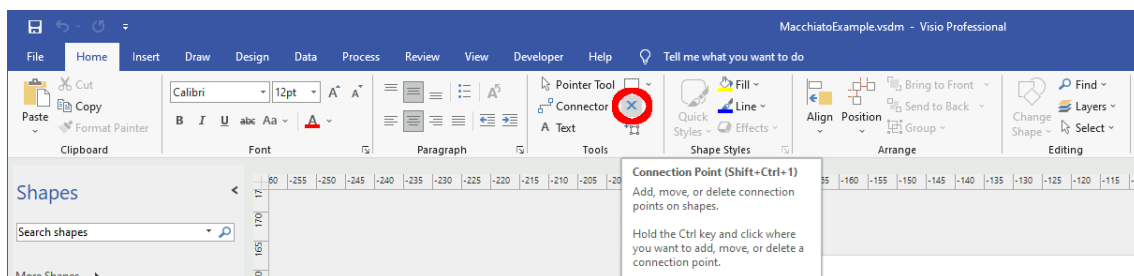 MacchiatoExample.vsdm - Visio Professional
File Home Insert Draw Design Data Process Review View Developer Help Tell me what you want to do
Cut
Copy
Format Painter
Paste
Clipboard
Calibri 12pt A A
B I U abc Aa A
Font
A
Paragraph
Pointer Tool
Connector
A Text
Tools
Fill
Line
Effects
Quick
Styles
Shape Styles
Align Position
Bring to Front
Send to Back
Group
Arrange
Change
Shape
Find
Layers
Select
Editing
Shapes
Search shapes
More Shapes
60 -255 -250 -245 -240 -235 -230 -225 -220 -215 -210 -205 -20
55 -160 -155 -150 -145 -140 -135 -130 -125 -120 -115
17
170
165
Connection Point (Shift+Ctrl+1)
Add, move, or delete connection
points on shapes.
Hold the Ctrl key and click where
you want to add, move, or delete a
connection point.